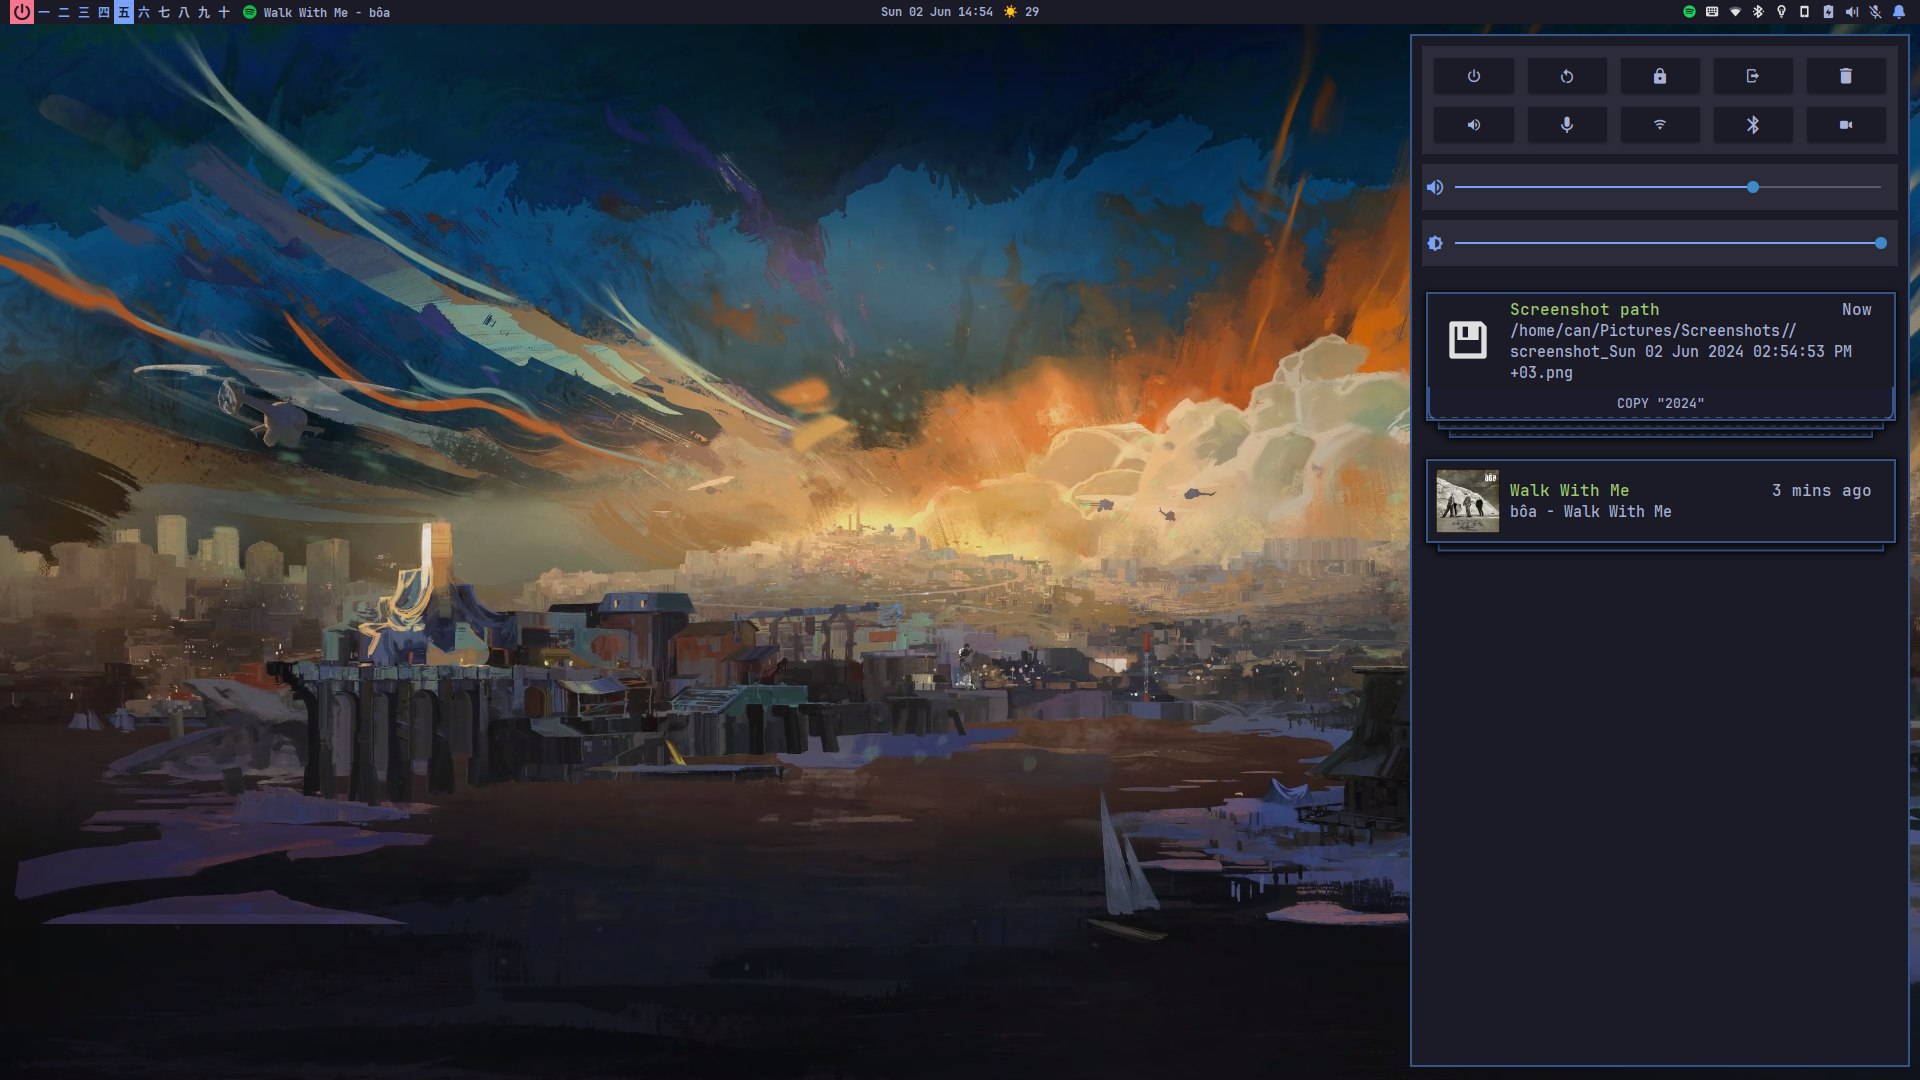 一 二 三 四 五 六 七 八 九 十 Walk With Me - bôa
Sun 02 Jun 14:54 29
Screenshot path Now
/home/can/Pictures/Screenshots//
screenshot_Sun 02 Jun 2024 02:54:53 PM
+03.png
COPY "2024"
bôa
Walk With Me 3 mins ago
bôa - Walk With Me